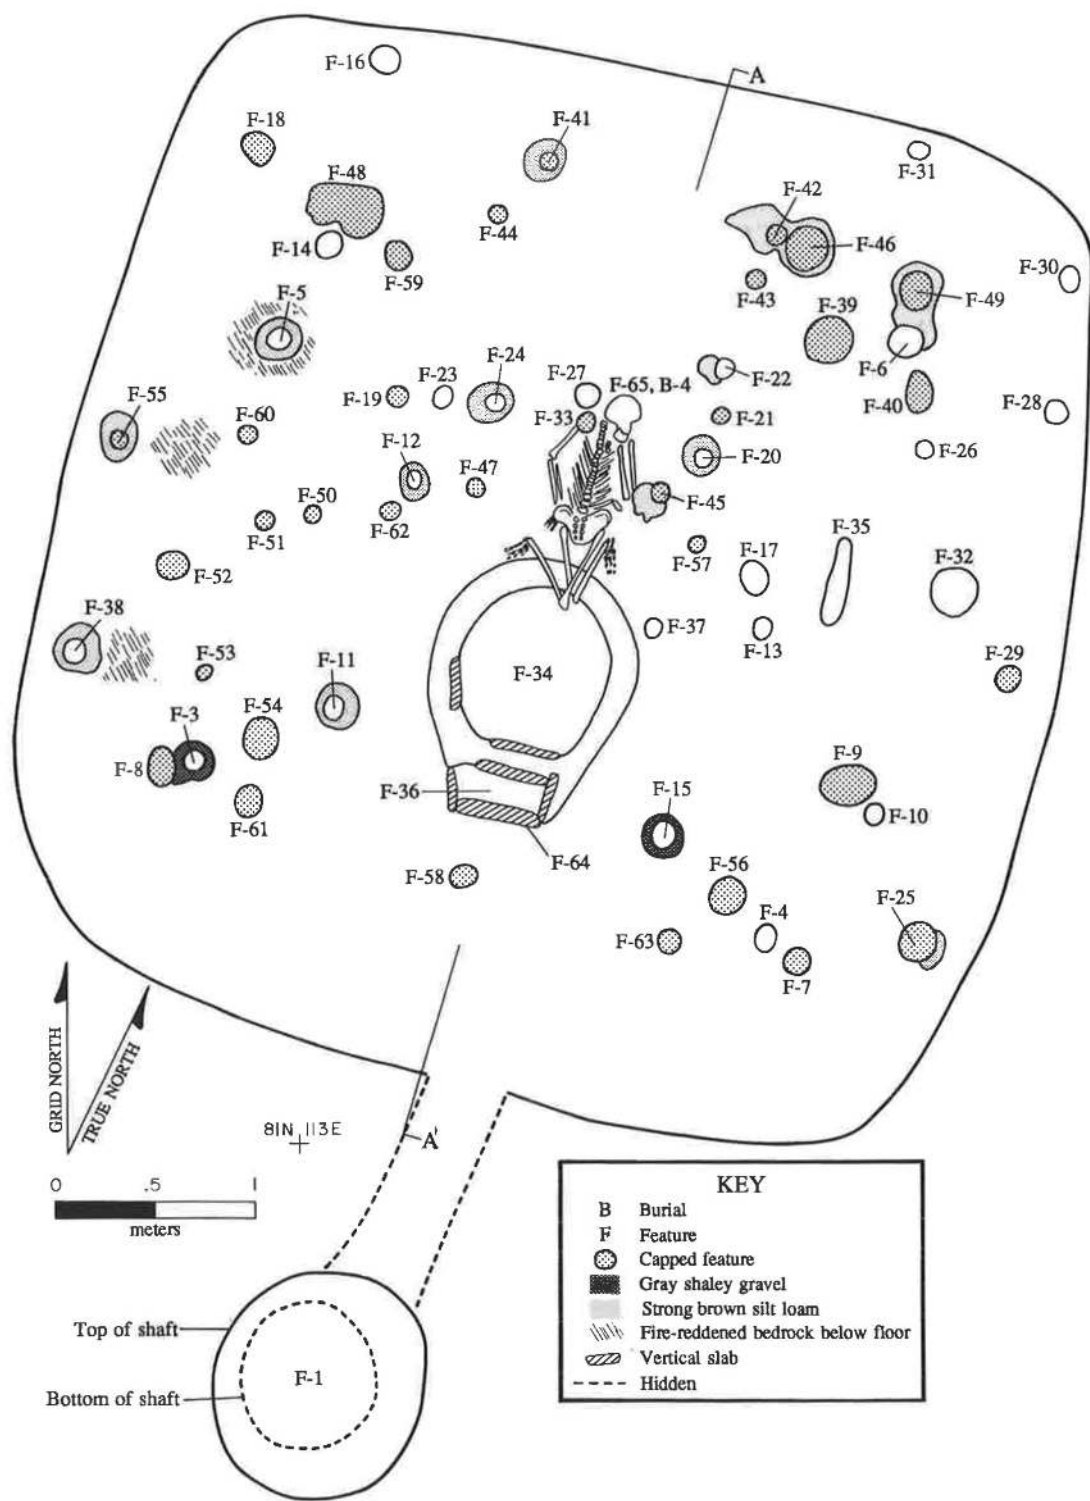 F-16
A
F-18
F-41
F-31
F-48
F-42
F-14
F-44
F-46
F-59
F-43
F-30
F-5
F-39
F-49
F-24
F-27
F-22
F-6
F-55
F-60
F-19
F-23
F-65, B-4
F-33
F-21
F-40
F-28
F-12
F-47
F-20
F-26
F-50
F-45
F-51
F-62
F-35
F-52
F-57
F-17
F-32
F-38
F-37
F-13
F-53
F-11
F-34
F-29
F-3
F-54
F-8
F-9
F-36
F-15
F-10
F-61
F-64
F-58
F-56
F-4
F-25
F-63
F-7
GRID NORTH
TRUE NORTH
81N 113E
A'
0 .5 1
meters
KEY
B Burial
F Feature
Capped feature
Gray shaley gravel
Strong brown silt loam
Fire-reddened bedrock below floor
Vertical slab
Hidden
Top of shaft
F-1
Bottom of shaft